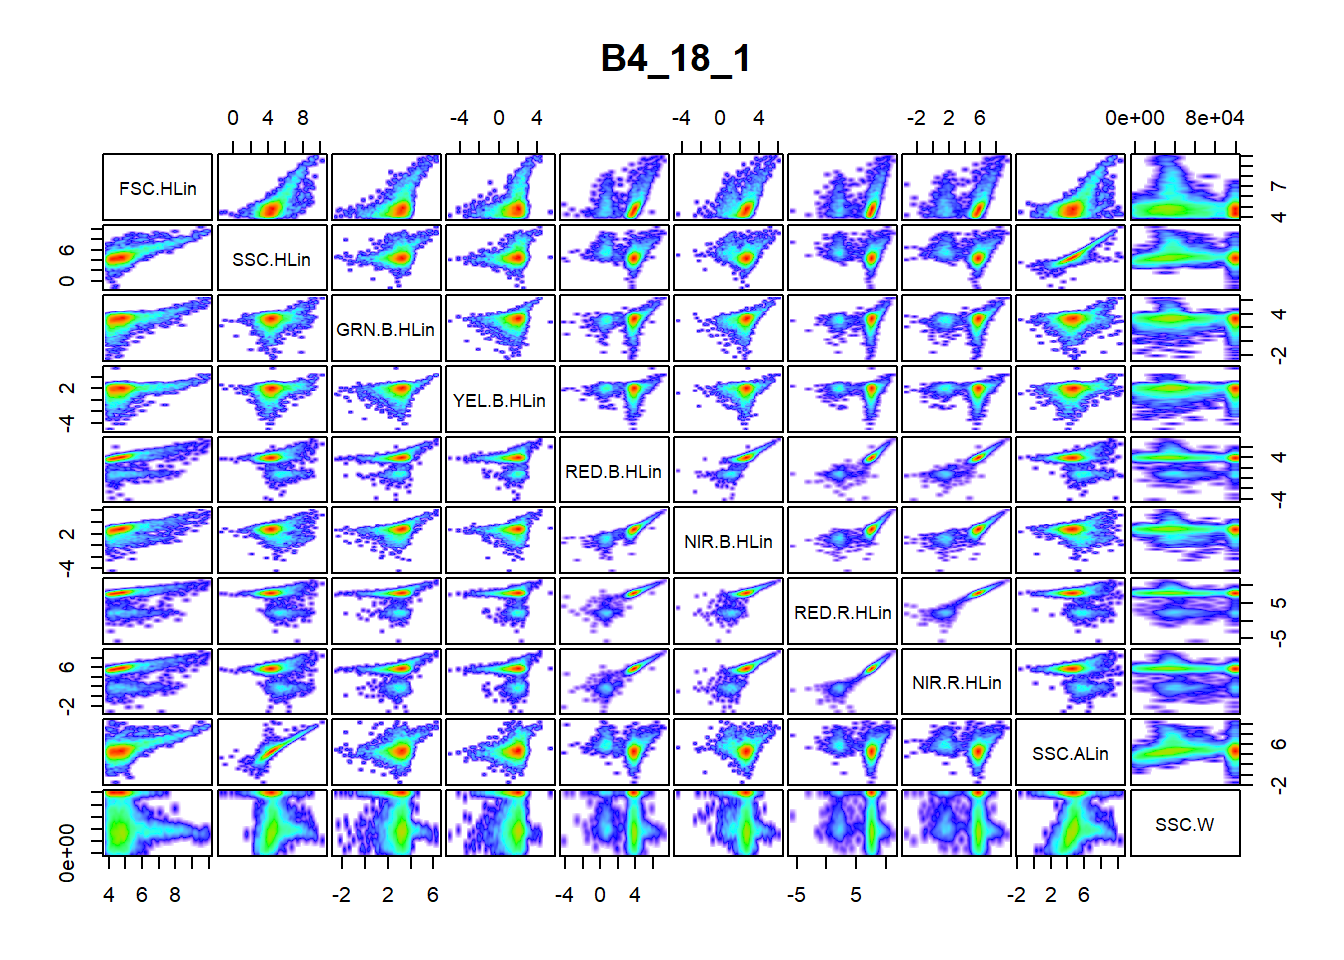 B4_18_1
0 4 8 -4 0 4 -4 0 4 -2 2 6 0e+00 8e+04
FSC.HLin 4 7
0 6 SSC.HLin
GRN.B.HLin -2 4
-4 2 YEL.B.HLin
RED.B.HLin -4 4
-4 2 NIR.B.HLin
RED.R.HLin -5 5
-2 6 NIR.R.HLin
SSC.ALin -2 6
0e+00 SSC.W
4 6 8 -2 2 6 -4 0 4 -5 5 -2 2 6